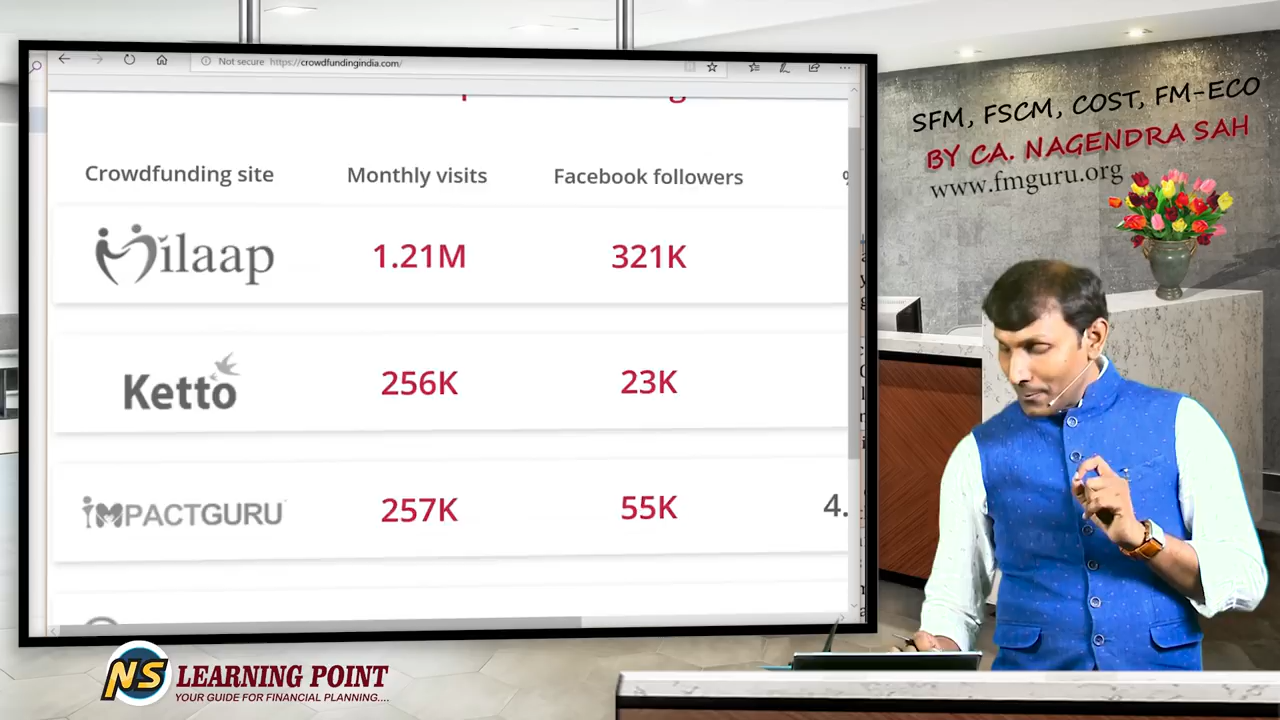 Not secure https://crowdfundingindia.com/
SFM, FSCM, COST, FM-ECO
BY CA. NAGENDRA SAH
www.fmguru.org
Crowdfunding site Monthly visits Facebook followers
Milaap 1.21M 321K
Ketto 256K 23K
iMPACTGURU 257K 55K 4.
NS LEARNING POINT
YOUR GUIDE FOR FINANCIAL PLANNING....